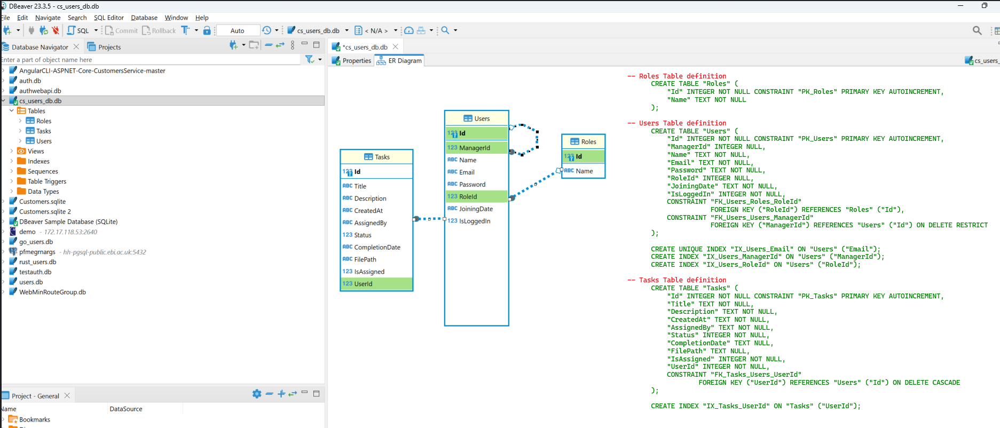 DBeaver 23.3.5 - cs_users_db.db
File Edit Navigate Search SQL Editor Database Window Help
SQL Commit Rollback Auto cs_users_db.db < N/A >
Database Navigator Projects
Enter a part of object name here
AngularCLI-ASPNET-Core-CustomersService-master
auth.db
authwebapi.db
cs_users_db.db
Tables
Roles
Tasks
Users
Views
Indexes
Sequences
Table Triggers
Data Types
Customers.sqlite
Customers.sqlite 2
DBeaver Sample Database (SQLite)
demo - 172.17.118.53:2640
go_users.db
pfmegrnargs - hh-pgsql-public.ebi.ac.uk:5432
rust_users.db
testauth.db
users.db
WebMinRouteGroup.db
Project - General
Name DataSource
Bookmarks
*cs_users_db.db
Properties ER Diagram
cs_users_
Tasks
123 Id
ABC Title
ABC Description
ABC CreatedAt
ABC AssignedBy
123 Status
ABC CompletionDate
ABC FilePath
123 IsAssigned
123 UserId
Users
123 Id
123 ManagerId
ABC Name
ABC Email
ABC Password
123 RoleId
ABC JoiningDate
123 IsLoggedIn
Roles
123 Id
ABC Name
-- Roles Table definition
CREATE TABLE "Roles" (
"Id" INTEGER NOT NULL CONSTRAINT "PK_Roles" PRIMARY KEY AUTOINCREMENT,
"Name" TEXT NOT NULL
);
-- Users Table definition
CREATE TABLE "Users" (
"Id" INTEGER NOT NULL CONSTRAINT "PK_Users" PRIMARY KEY AUTOINCREMENT,
"ManagerId" INTEGER NULL,
"Name" TEXT NOT NULL,
"Email" TEXT NOT NULL,
"Password" TEXT NOT NULL,
"RoleId" INTEGER NULL,
"JoiningDate" TEXT NOT NULL,
"IsLoggedIn" INTEGER NOT NULL,
CONSTRAINT "FK_Users_Roles_RoleId"
FOREIGN KEY ("RoleId") REFERENCES "Roles" ("Id"),
CONSTRAINT "FK_Users_Users_ManagerId"
FOREIGN KEY ("ManagerId") REFERENCES "Users" ("Id") ON DELETE RESTRICT
);
CREATE UNIQUE INDEX "IX_Users_Email" ON "Users" ("Email");
CREATE INDEX "IX_Users_ManagerId" ON "Users" ("ManagerId");
CREATE INDEX "IX_Users_RoleId" ON "Users" ("RoleId");
-- Tasks Table definition
CREATE TABLE "Tasks" (
"Id" INTEGER NOT NULL CONSTRAINT "PK_Tasks" PRIMARY KEY AUTOINCREMENT,
"Title" TEXT NOT NULL,
"Description" TEXT NOT NULL,
"CreatedAt" TEXT NOT NULL,
"AssignedBy" TEXT NOT NULL,
"Status" INTEGER NOT NULL,
"CompletionDate" TEXT NULL,
"FilePath" TEXT NULL,
"IsAssigned" INTEGER NOT NULL,
"UserId" INTEGER NOT NULL,
CONSTRAINT "FK_Tasks_Users_UserId"
FOREIGN KEY ("UserId") REFERENCES "Users" ("Id") ON DELETE CASCADE
);
CREATE INDEX "IX_Tasks_UserId" ON "Tasks" ("UserId");